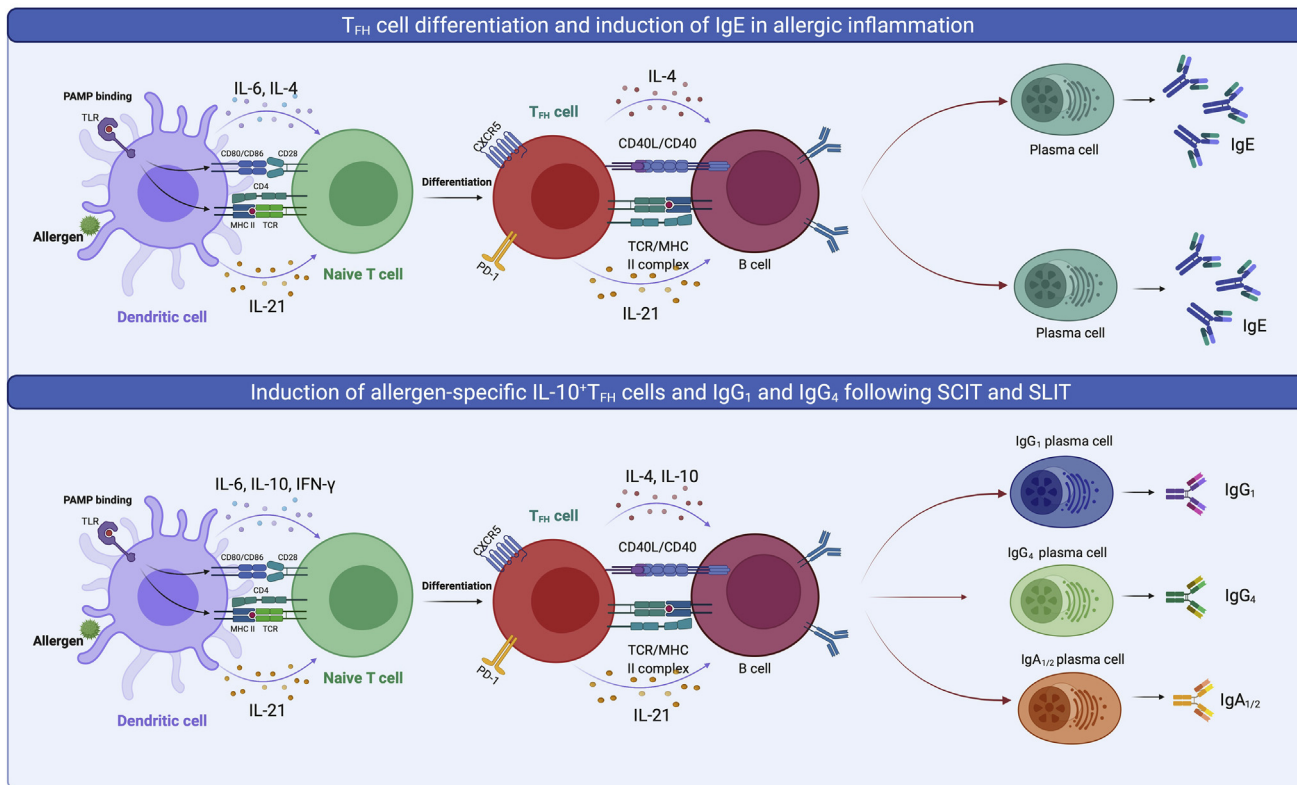 T_FH cell differentiation and induction of IgE in allergic inflammation
PAMP binding
TLR
IL-6, IL-4
CD80/CD86
CD28
CD4
MHC II
TCR
Allergen
IL-21
Naive T cell
Dendritic cell
Differentiation
T_FH cell
CXCR5
PD-1
IL-4
CD40L/CD40
TCR/MHC
II complex
IL-21
B cell
Plasma cell
IgE
Plasma cell
IgE
Induction of allergen-specific IL-10⁺T_FH cells and IgG₁ and IgG₄ following SCIT and SLIT
PAMP binding
TLR
IL-6, IL-10, IFN-γ
CD80/CD86
CD28
CD4
MHC II
TCR
Allergen
IL-21
Naive T cell
Dendritic cell
Differentiation
T_FH cell
CXCR5
PD-1
IL-4, IL-10
CD40L/CD40
TCR/MHC
II complex
IL-21
B cell
IgG₁ plasma cell
IgG₁
IgG₄ plasma cell
IgG₄
IgA₁/₂ plasma cell
IgA₁/₂